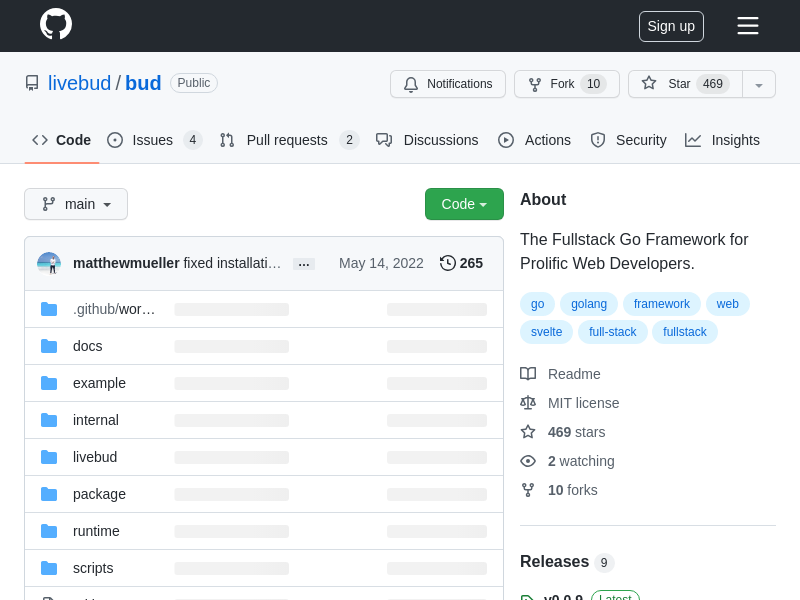 Sign up
livebud / bud Public
Notifications Fork 10 Star 469
Code Issues 4 Pull requests 2 Discussions Actions Security Insights
main Code
matthewmueller fixed installati… … May 14, 2022 265
.github/wor…
docs
example
internal
livebud
package
runtime
scripts
About
The Fullstack Go Framework for
Prolific Web Developers.
go golang framework web
svelte full-stack fullstack
Readme
MIT license
469 stars
2 watching
10 forks
Releases 9
v0.0.9 Latest